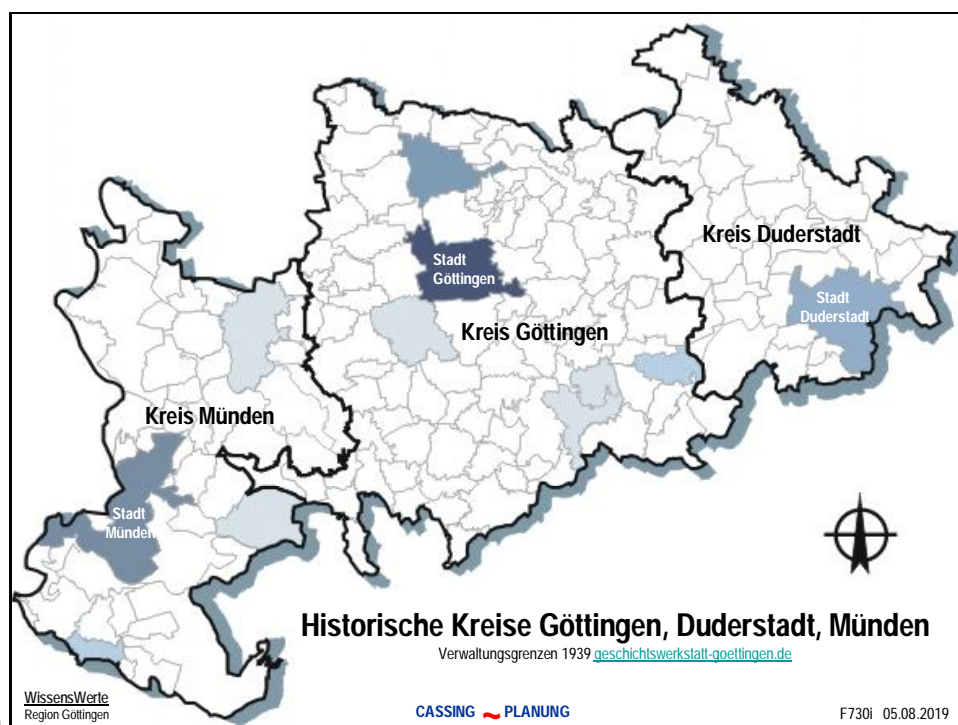 Kreis Duderstadt
Stadt
Göttingen
Stadt
Duderstadt
Kreis Göttingen
Kreis Münden
Stadt
Münden
Historische Kreise Göttingen, Duderstadt, Münden
Verwaltungsgrenzen 1939 geschichtswerkstatt-goettingen.de
WissensWerte
Region Göttingen
CASSING PLANUNG
F730i 05.08.2019